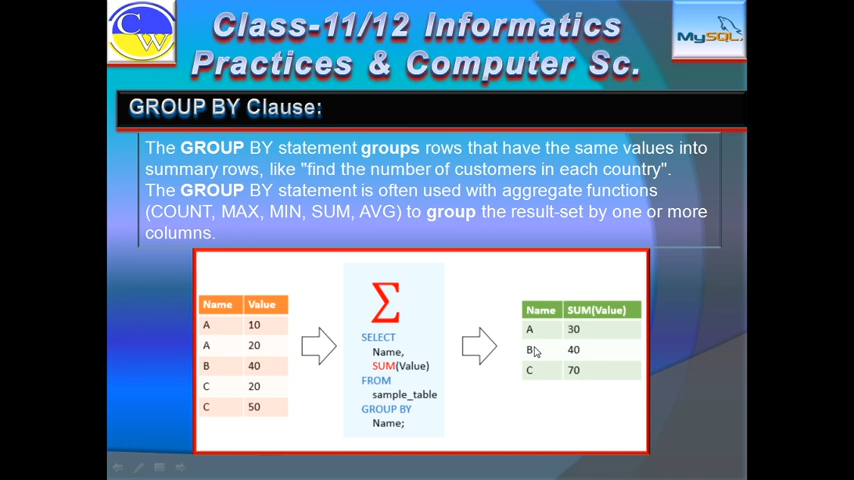 CW
Class-11/12 Informatics
Practices & Computer Sc.
MySQL
GROUP BY Clause:
The GROUP BY statement groups rows that have the same values into
summary rows, like "find the number of customers in each country".
The GROUP BY statement is often used with aggregate functions
(COUNT, MAX, MIN, SUM, AVG) to group the result-set by one or more
columns.
Name Value
A 10
A 20
B 40
C 20
C 50
Σ
SELECT
Name,
SUM(Value)
FROM
sample_table
GROUP BY
Name;
Name SUM(Value)
A 30
B 40
C 70